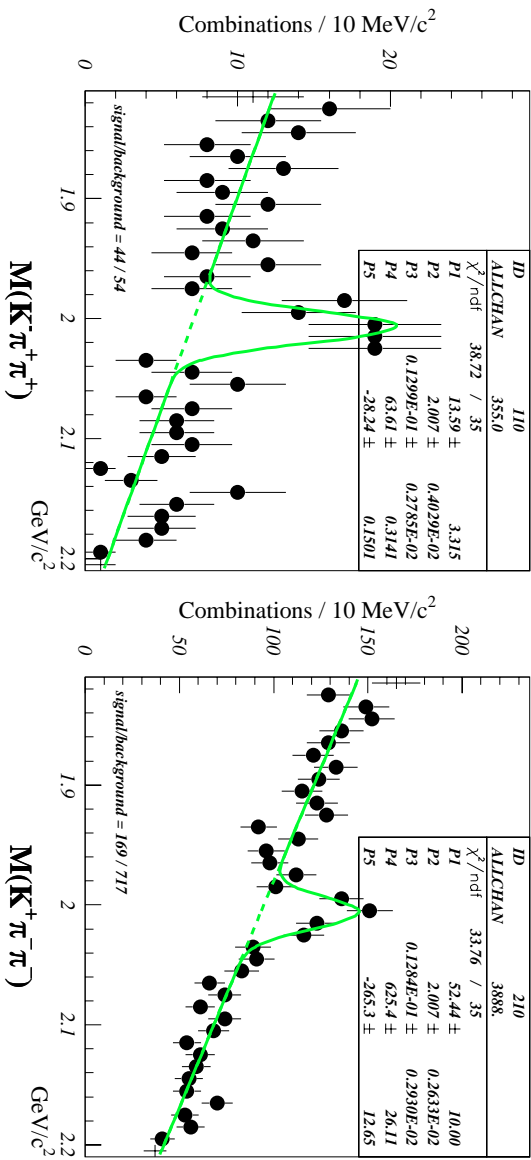 Combinations / 10 MeV/c²
0
10
20
ID 110
ALLCHAN 355.0
χ²/ndf 38.72 / 35
P1 13.59 ± 3.315
P2 2.007 ± 0.4029E-02
P3 0.1299E-01 ± 0.2785E-02
P4 63.61 ± 0.3141
P5 -28.24 ± 0.1501
signal/background = 44 / 54
1.9
2
2.1
2.2
GeV/c²
M(K⁻π⁺π⁺)
Combinations / 10 MeV/c²
0
50
100
150
200
ID 210
ALLCHAN 3888.
χ²/ndf 33.76 / 35
P1 52.44 ± 10.00
P2 2.007 ± 0.2633E-02
P3 0.1284E-01 ± 0.2930E-02
P4 625.4 ± 26.11
P5 -265.3 ± 12.65
signal/background = 169 / 717
1.9
2
2.1
2.2
GeV/c²
M(K⁺π⁻π⁻)